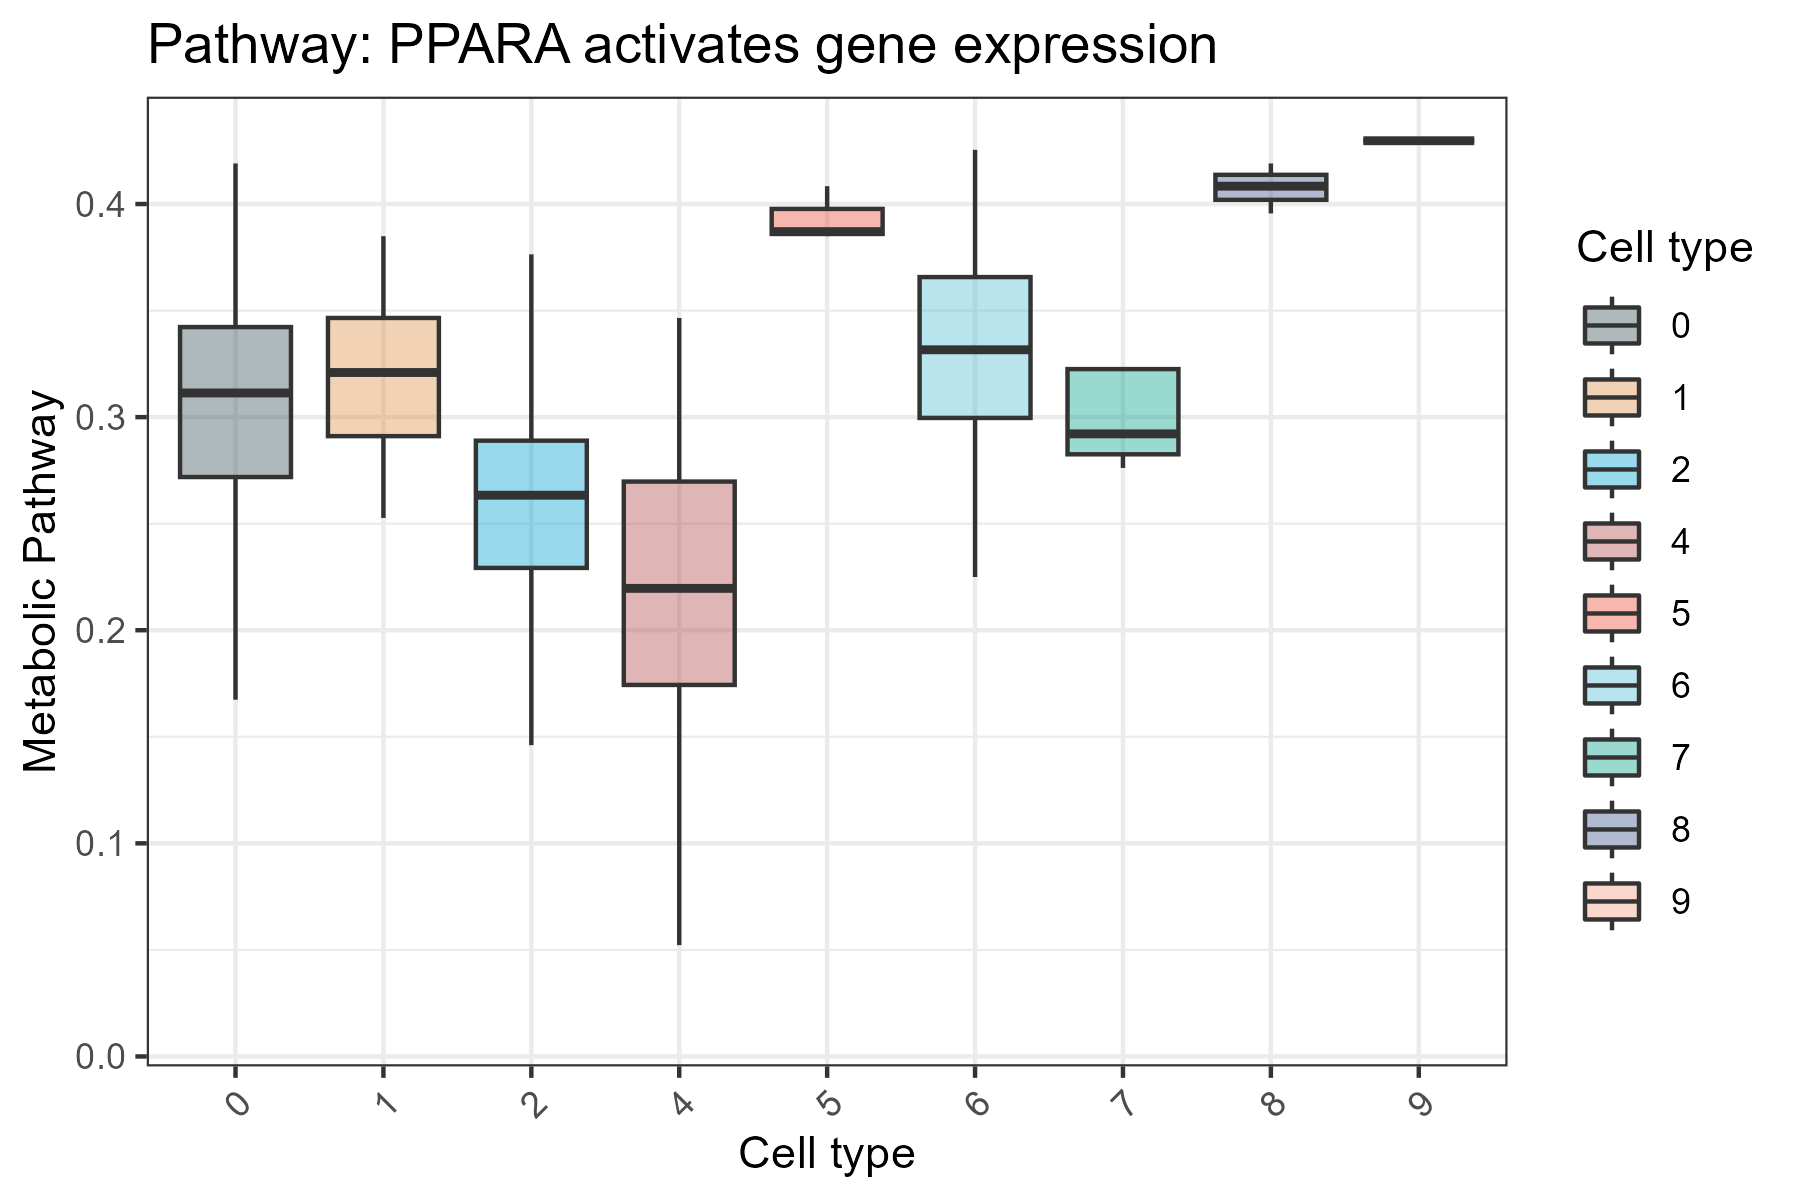 Pathway: PPARA activates gene expression
Metabolic Pathway
0.4
0.3
0.2
0.1
0.0
0 1 2 4 5 6 7 8 9
Cell type
Cell type
0
1
2
4
5
6
7
8
9